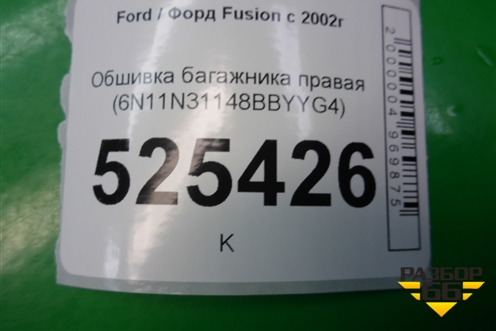 Ford / Форд Fusion с 2002г
Обшивка багажника правая
(6N11N31148BBYYG4)
525426
К
2000004969875
РАЗБОР
66